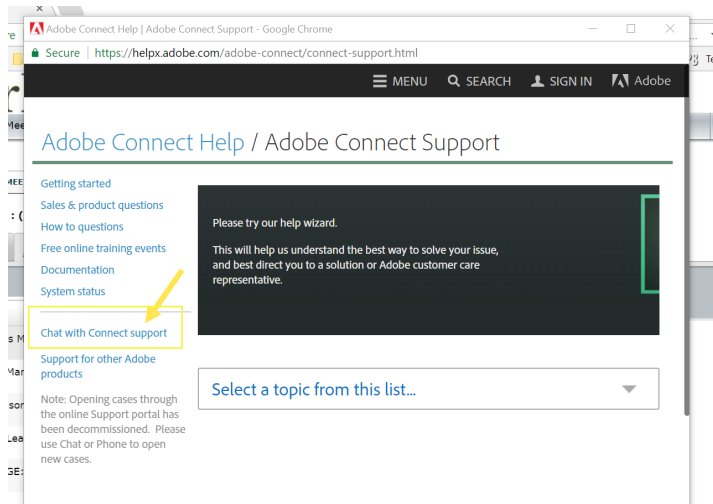 Adobe Connect Help | Adobe Connect Support - Google Chrome
Secure | https://helpx.adobe.com/adobe-connect/connect-support.html
MENU SEARCH SIGN IN Adobe
Adobe Connect Help / Adobe Connect Support
Getting started
Sales & product questions
How to questions
Free online training events
Documentation
System status
Chat with Connect support
Support for other Adobe
products
Note: Opening cases through
the online Support portal has
been decommissioned. Please
use Chat or Phone to open
new cases.
Please try our help wizard.
This will help us understand the best way to solve your issue,
and best direct you to a solution or Adobe customer care
representative.
Select a topic from this list...